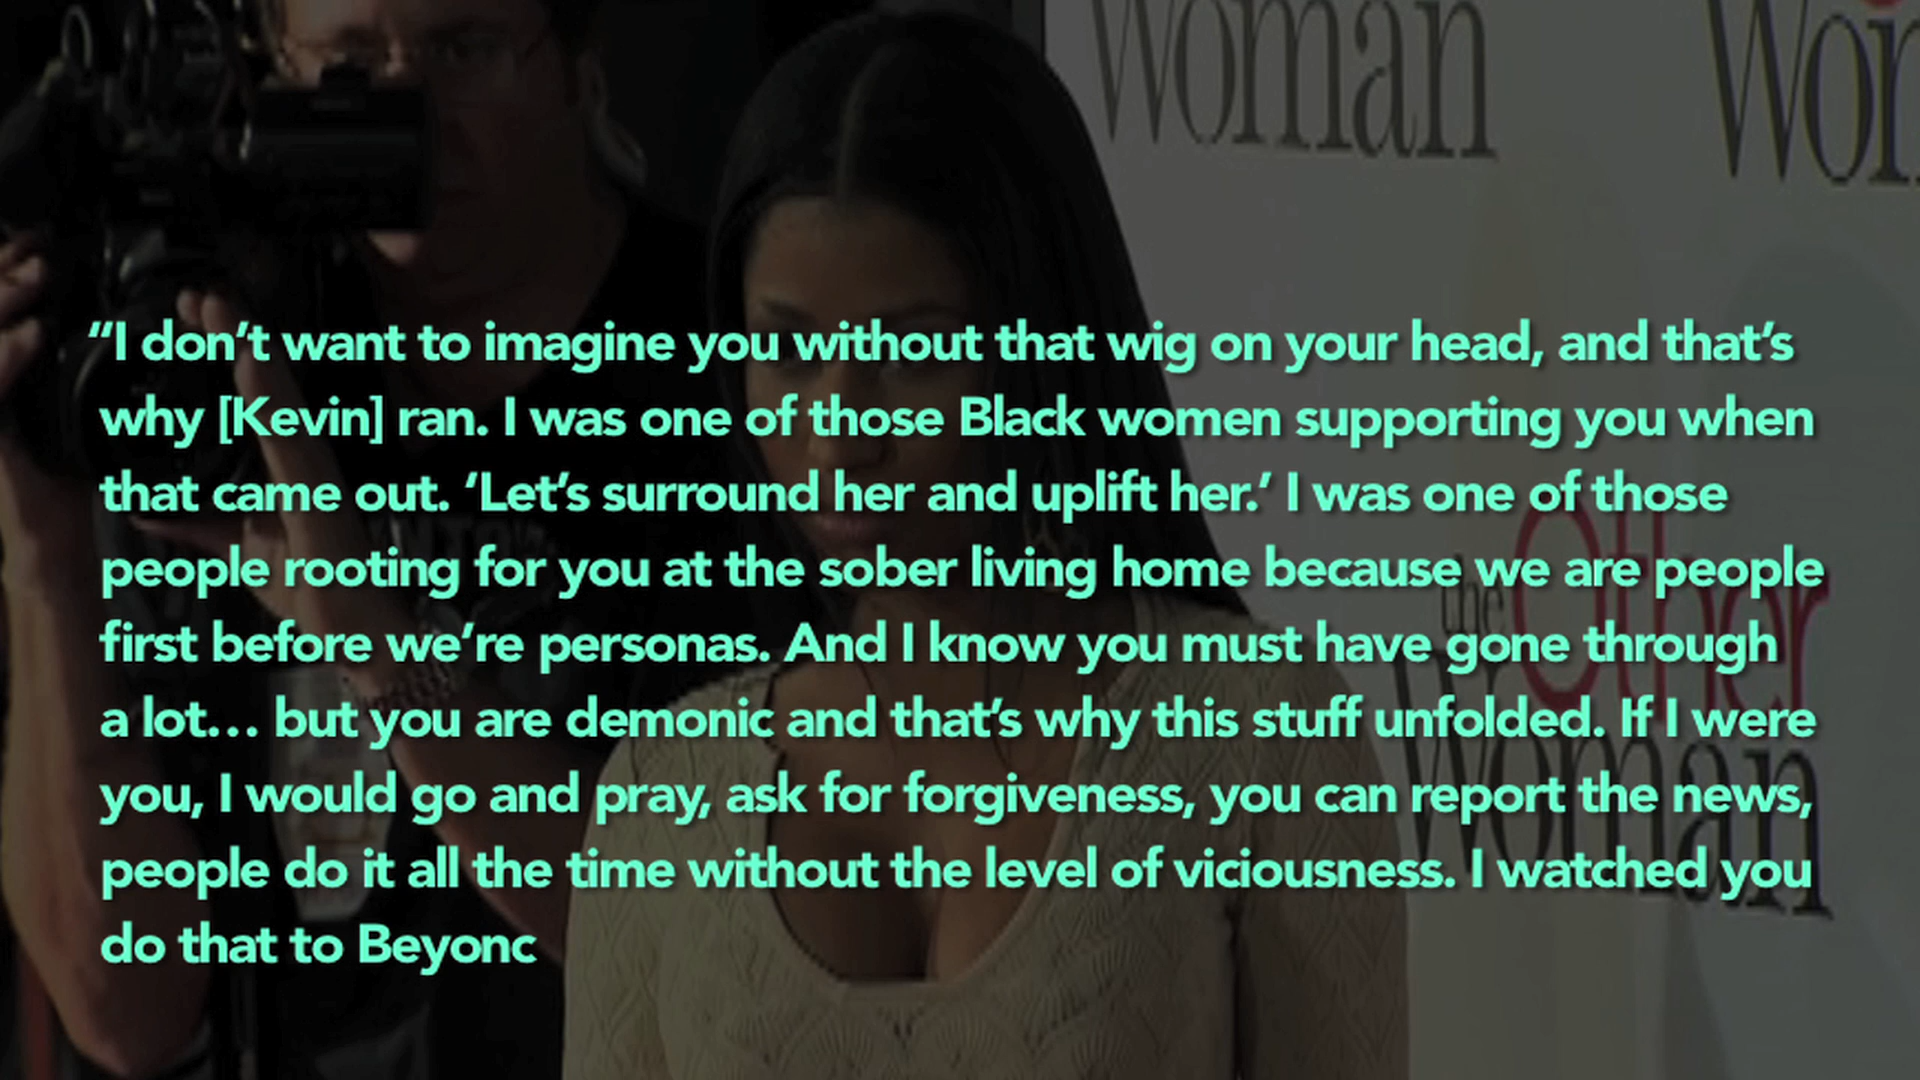 Woman
Wom
“I don’t want to imagine you without that wig on your head, and that’s
why [Kevin] ran. I was one of those Black women supporting you when
that came out. ‘Let’s surround her and uplift her.’ I was one of those
people rooting for you at the sober living home because we are people
first before we’re personas. And I know you must have gone through
a lot... but you are demonic and that’s why this stuff unfolded. If I were
you, I would go and pray, ask for forgiveness, you can report the news,
people do it all the time without the level of viciousness. I watched you
do that to Beyonc
the Other
Woman